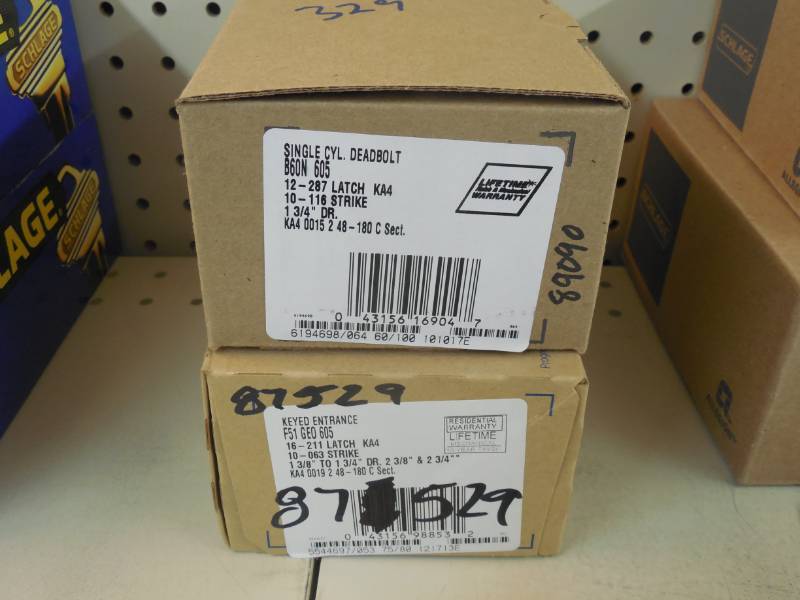 329
SCHLAGE
SCHLAGE
SINGLE CYL. DEADBOLT
B60N 605
12-287 LATCH KA4
10-116 STRIKE
1 3/4" DR.
KA4 0015 2 48-180 C Sect.
LIFETIME
WARRANTY
89090
0 43156 16904 7
6194698/064 60/100 101017E
SCHLAGE
87529
KEYED ENTRANCE
F51 GEO 605
16-211 LATCH KA4
10-063 STRIKE
1 3/8" TO 1 3/4" DR. 2 3/8" & 2 3/4""
KA4 0019 2 48-180 C Sect.
RESIDENTIAL
WARRANTY
LIFETIME
87 529
0 43156 98853 2
6544697/053 75/80 121713E